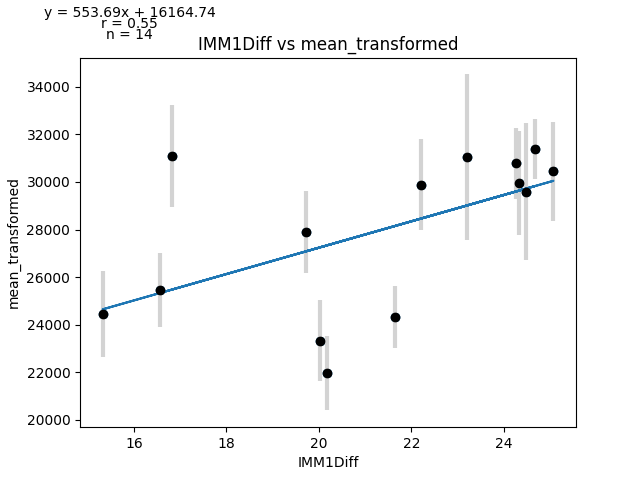 y = 553.69x + 16164.74
r = 0.55
n = 14
IMM1Diff vs mean_transformed
34000
32000
30000
28000
26000
24000
22000
20000
mean_transformed
16
18
20
22
24
IMM1Diff